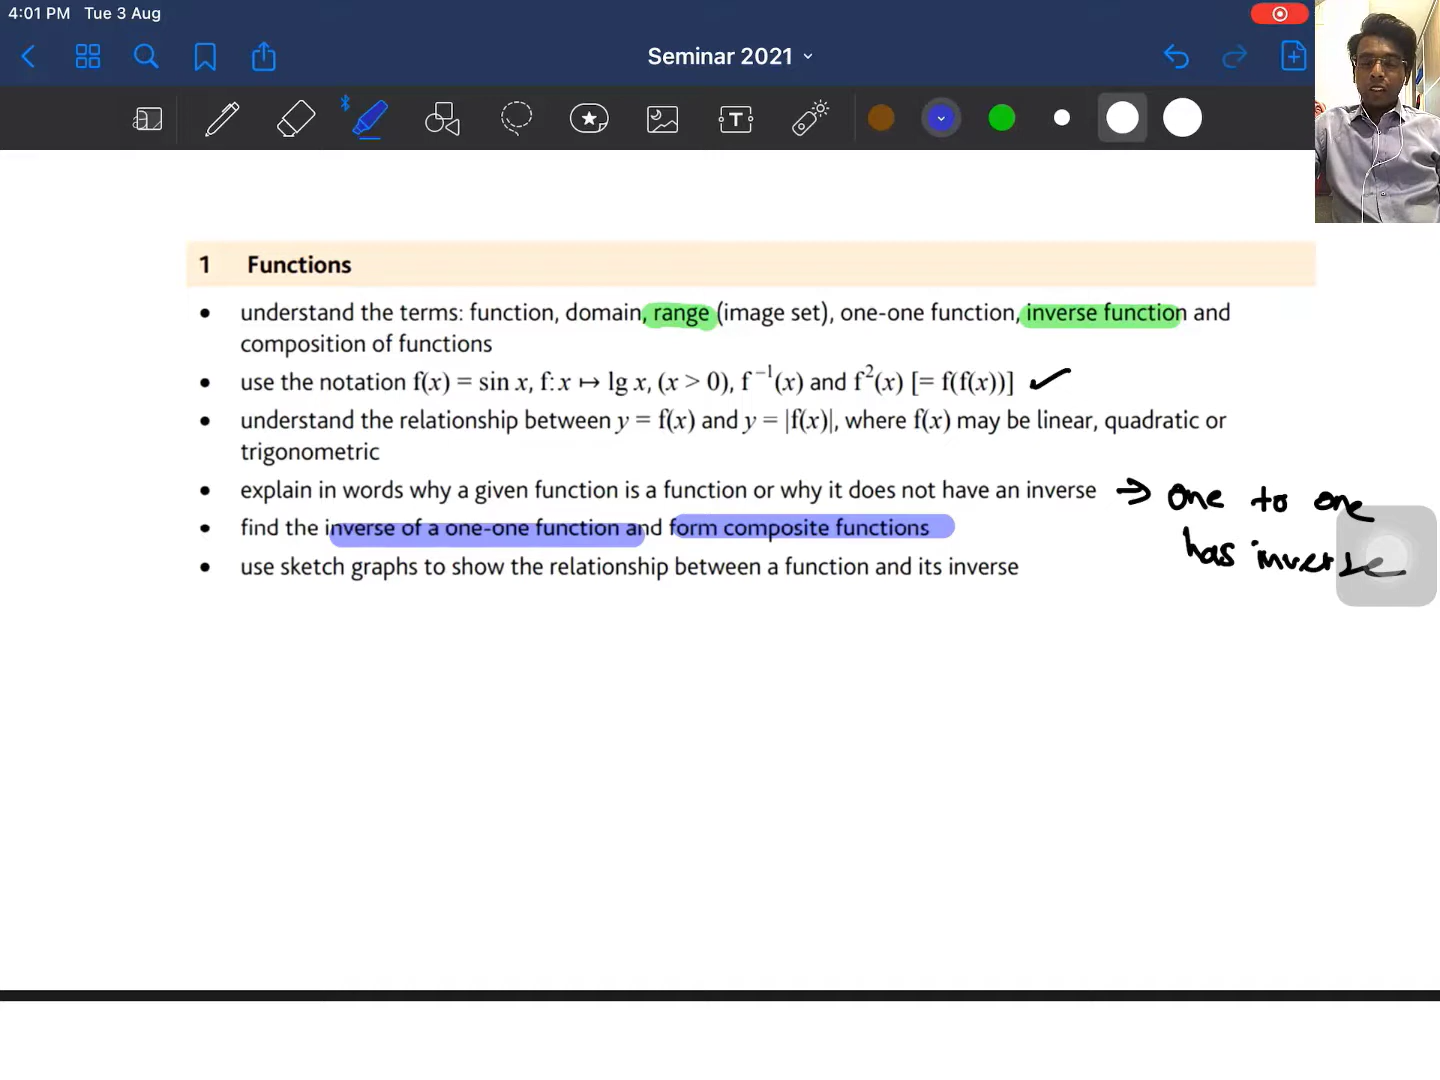 4:01 PM Tue 3 Aug
Seminar 2021
1 Functions
• understand the terms: function, domain, range (image set), one-one function, inverse function and
composition of functions
• use the notation f(x) = sin x, f: x ↦ lg x, (x > 0), f⁻¹(x) and f²(x) [= f(f(x))] ✓
• understand the relationship between y = f(x) and y = |f(x)|, where f(x) may be linear, quadratic or
trigonometric
• explain in words why a given function is a function or why it does not have an inverse → one to one
has inverse
• find the inverse of a one-one function and form composite functions
• use sketch graphs to show the relationship between a function and its inverse